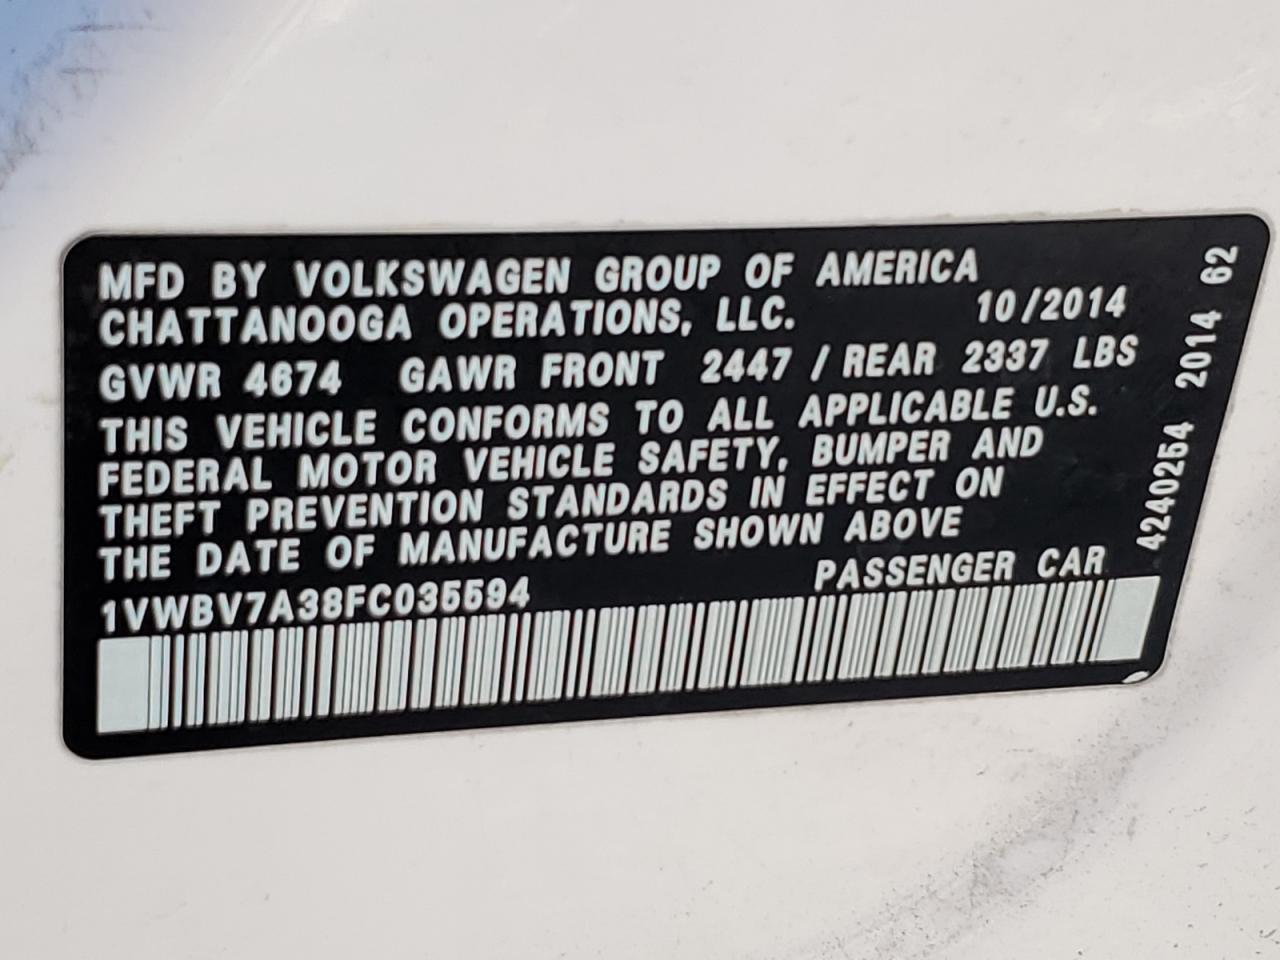 MFD BY VOLKSWAGEN GROUP OF AMERICA
CHATTANOOGA OPERATIONS, LLC. 10/2014
GVWR 4674 GAWR FRONT 2447 / REAR 2337 LBS
THIS VEHICLE CONFORMS TO ALL APPLICABLE U.S.
FEDERAL MOTOR VEHICLE SAFETY, BUMPER AND
THEFT PREVENTION STANDARDS IN EFFECT ON
THE DATE OF MANUFACTURE SHOWN ABOVE
1VWBV7A38FC035594 PASSENGER CAR
4240254 2014 62